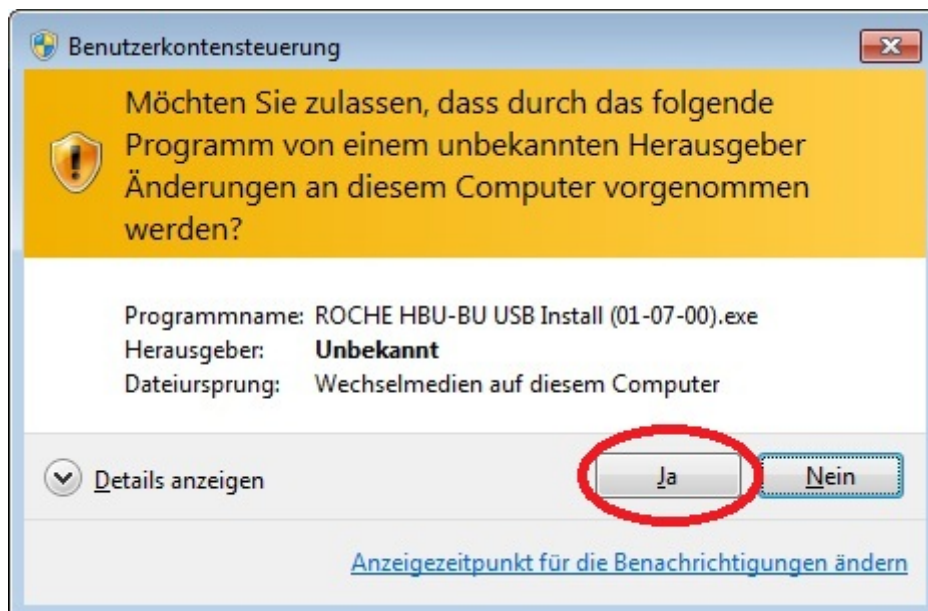 Benutzerkontensteuerung
Möchten Sie zulassen, dass durch das folgende
Programm von einem unbekannten Herausgeber
Änderungen an diesem Computer vorgenommen
werden?
Programmname: ROCHE HBU-BU USB Install (01-07-00).exe
Herausgeber: Unbekannt
Dateiursprung: Wechselmedien auf diesem Computer
Details anzeigen Ja Nein
Anzeigezeitpunkt für die Benachrichtigungen ändern